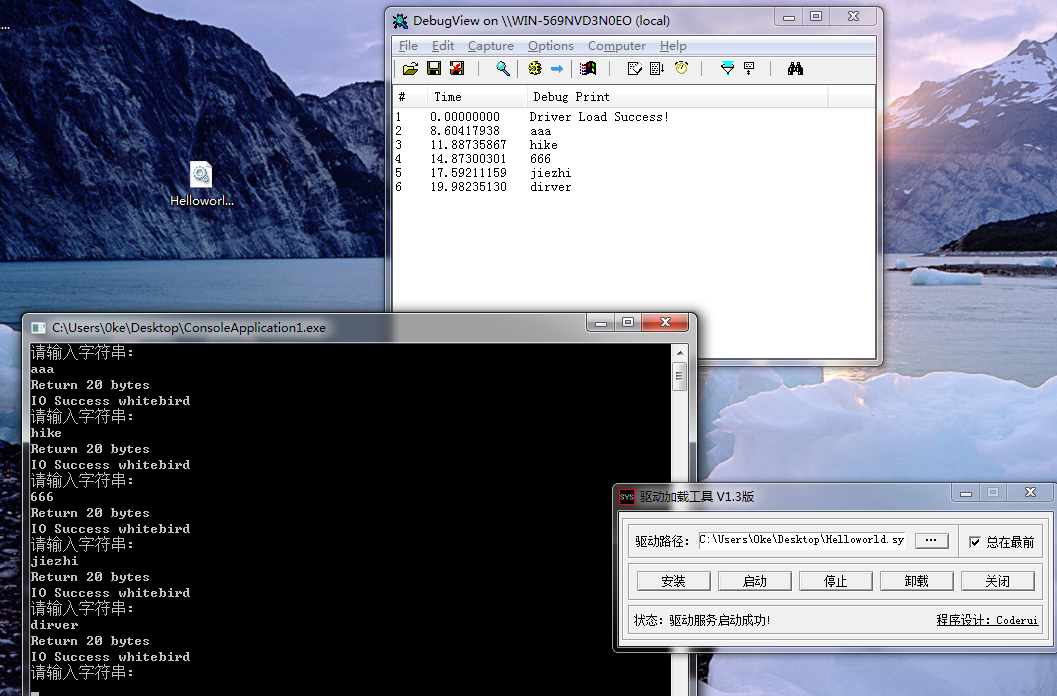 ...
DebugView on \\WIN-569NVD3N0EO (local)
File Edit Capture Options Computer Help
# Time Debug Print
1 0.00000000 Driver Load Success!
2 8.60417938 aaa
3 11.88735867 hike
4 14.87300301 666
5 17.59211159 jiezhi
6 19.98235130 dirver
Helloworl...
C:\Users\0ke\Desktop\ConsoleApplication1.exe
请输入字符串:
aaa
Return 20 bytes
IO Success whitebird
请输入字符串:
hike
Return 20 bytes
IO Success whitebird
请输入字符串:
666
Return 20 bytes
IO Success whitebird
请输入字符串:
jiezhi
Return 20 bytes
IO Success whitebird
请输入字符串:
dirver
Return 20 bytes
IO Success whitebird
请输入字符串:
SYS 驱动加载工具 V1.3版
驱动路径: C:\Users\0ke\Desktop\Helloworld.sy ... 总在最前
安装 启动 停止 卸载 关闭
状态: 驱动服务启动成功! 程序设计: Coderui